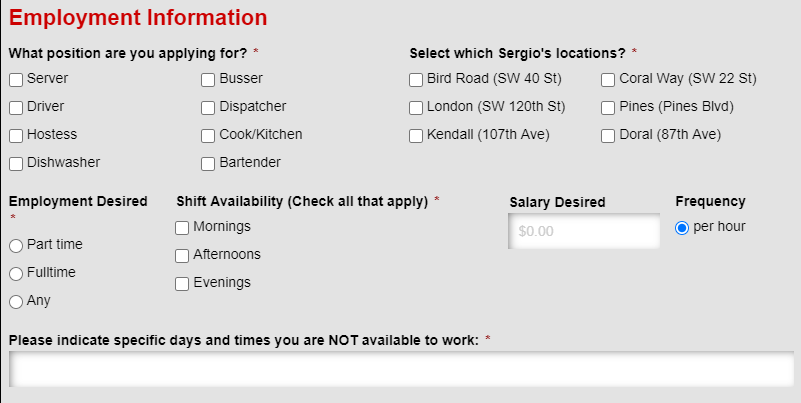 Employment Information
What position are you applying for? *
Server
Busser
Driver
Dispatcher
Hostess
Cook/Kitchen
Dishwasher
Bartender
Select which Sergio's locations? *
Bird Road (SW 40 St)
Coral Way (SW 22 St)
London (SW 120th St)
Pines (Pines Blvd)
Kendall (107th Ave)
Doral (87th Ave)
Employment Desired
*
Part time
Fulltime
Any
Shift Availability (Check all that apply) *
Mornings
Afternoons
Evenings
Salary Desired
$0.00
Frequency
per hour
Please indicate specific days and times you are NOT available to work: *